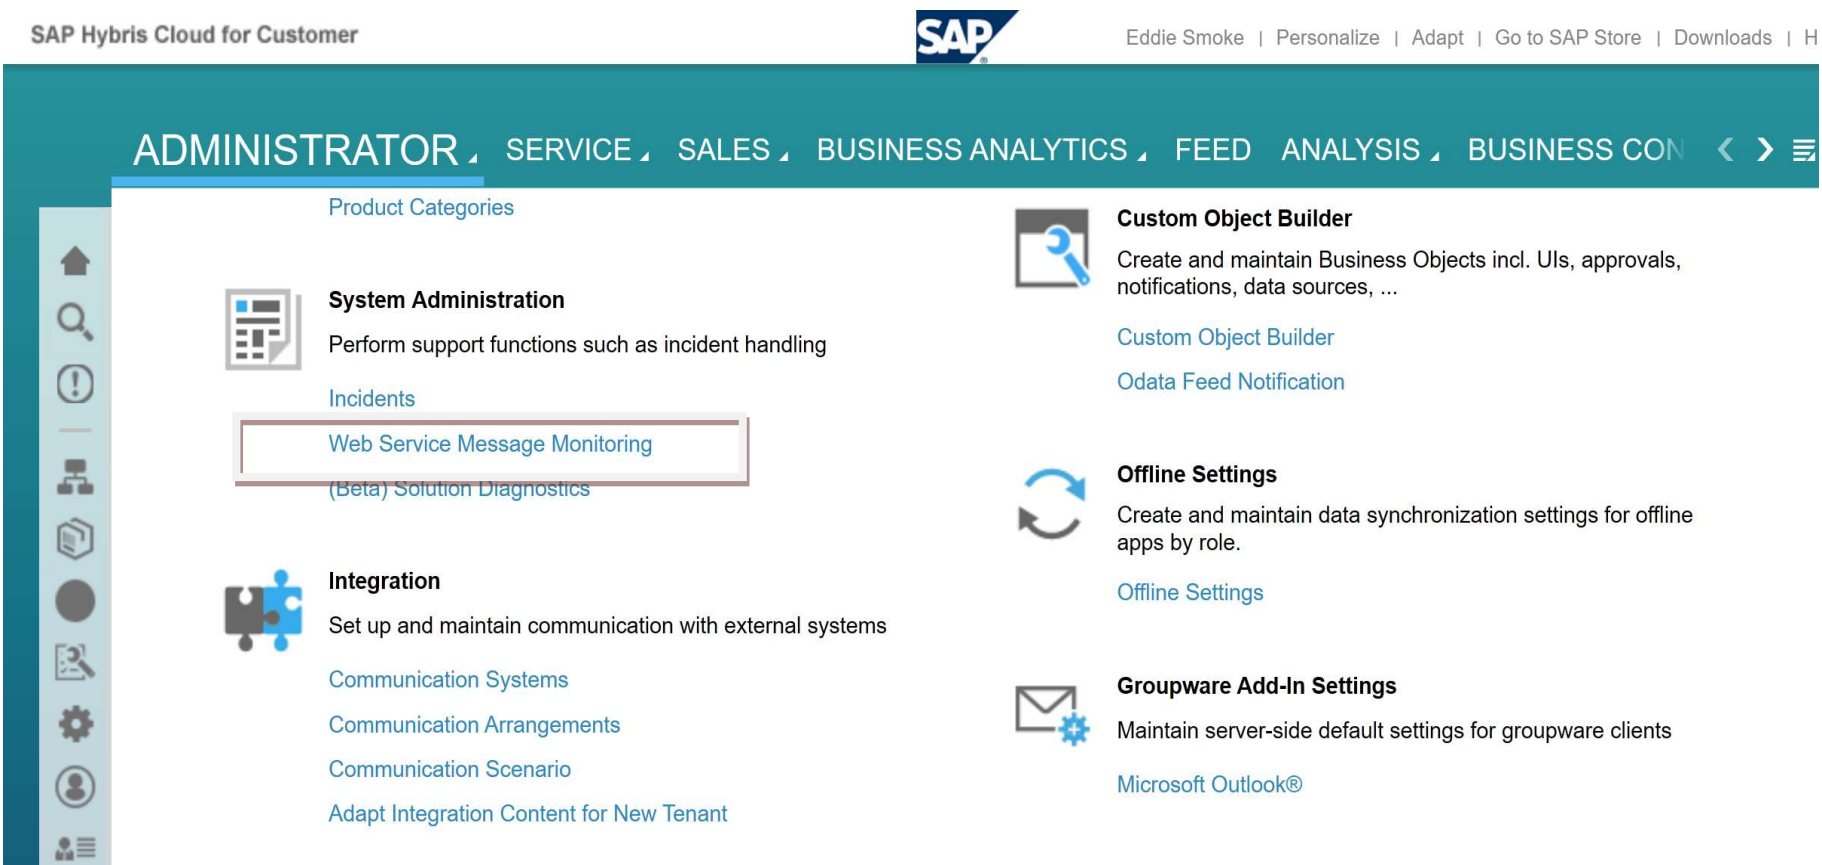 SAP Hybris Cloud for Customer
SAP
Eddie Smoke | Personalize | Adapt | Go to SAP Store | Downloads | H
ADMINISTRATOR SERVICE SALES BUSINESS ANALYTICS FEED ANALYSIS BUSINESS CON
Product Categories
System Administration
Perform support functions such as incident handling
Incidents
Web Service Message Monitoring
(Beta) Solution Diagnostics
Integration
Set up and maintain communication with external systems
Communication Systems
Communication Arrangements
Communication Scenario
Adapt Integration Content for New Tenant
Custom Object Builder
Create and maintain Business Objects incl. UIs, approvals,
notifications, data sources, ...
Custom Object Builder
Odata Feed Notification
Offline Settings
Create and maintain data synchronization settings for offline
apps by role.
Offline Settings
Groupware Add-In Settings
Maintain server-side default settings for groupware clients
Microsoft Outlook®